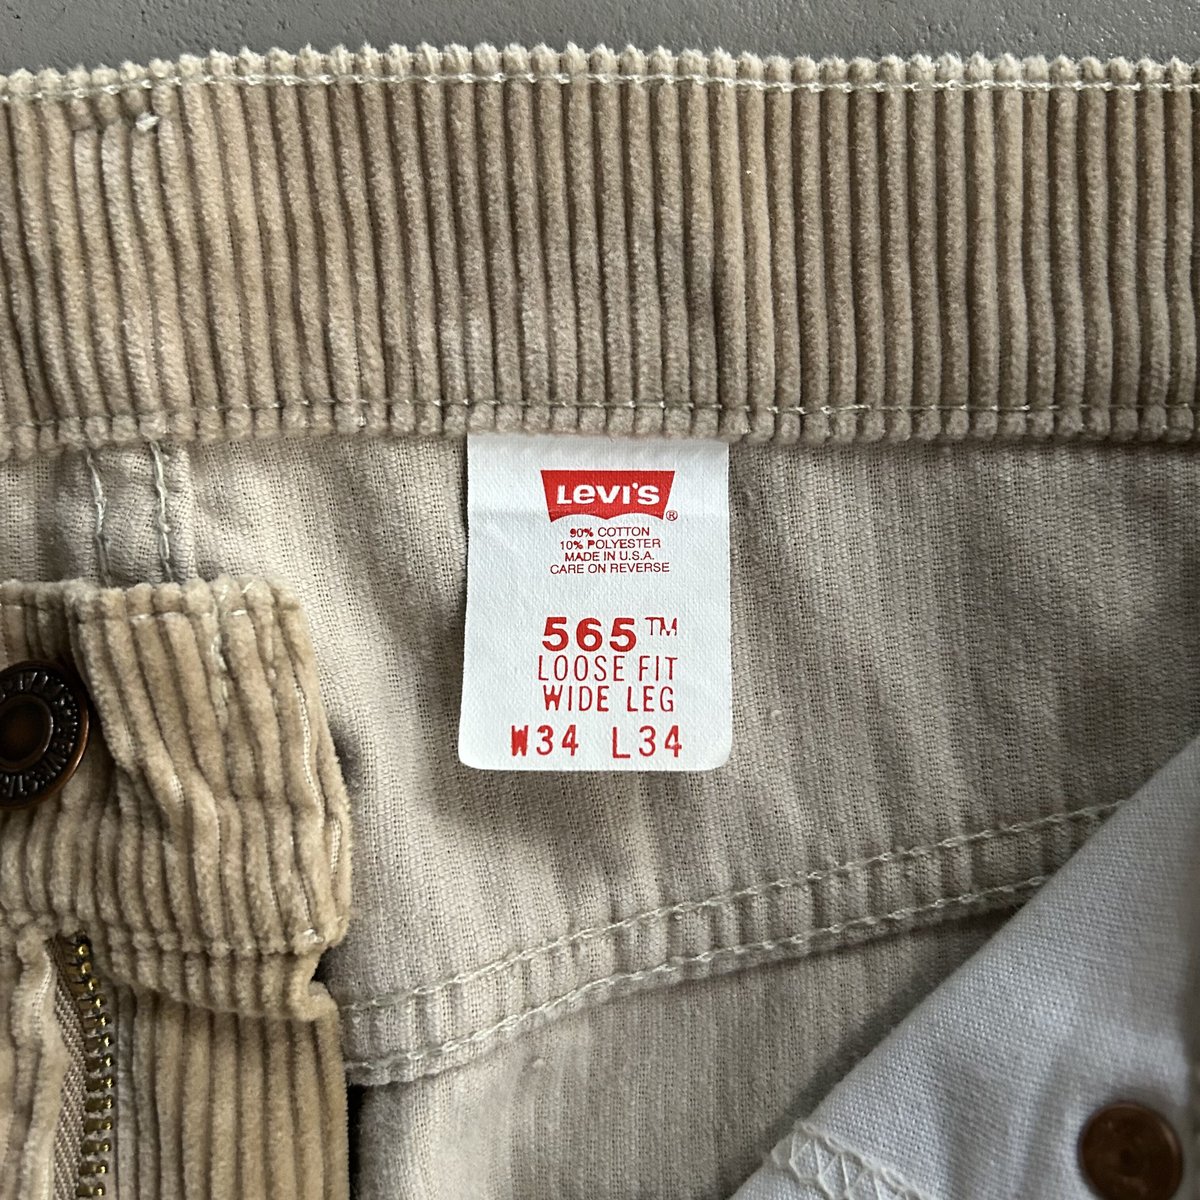 Levi's ®
90% COTTON
10% POLYESTER
MADE IN U.S.A.
CARE ON REVERSE
565™
LOOSE FIT
WIDE LEG
W34 L34